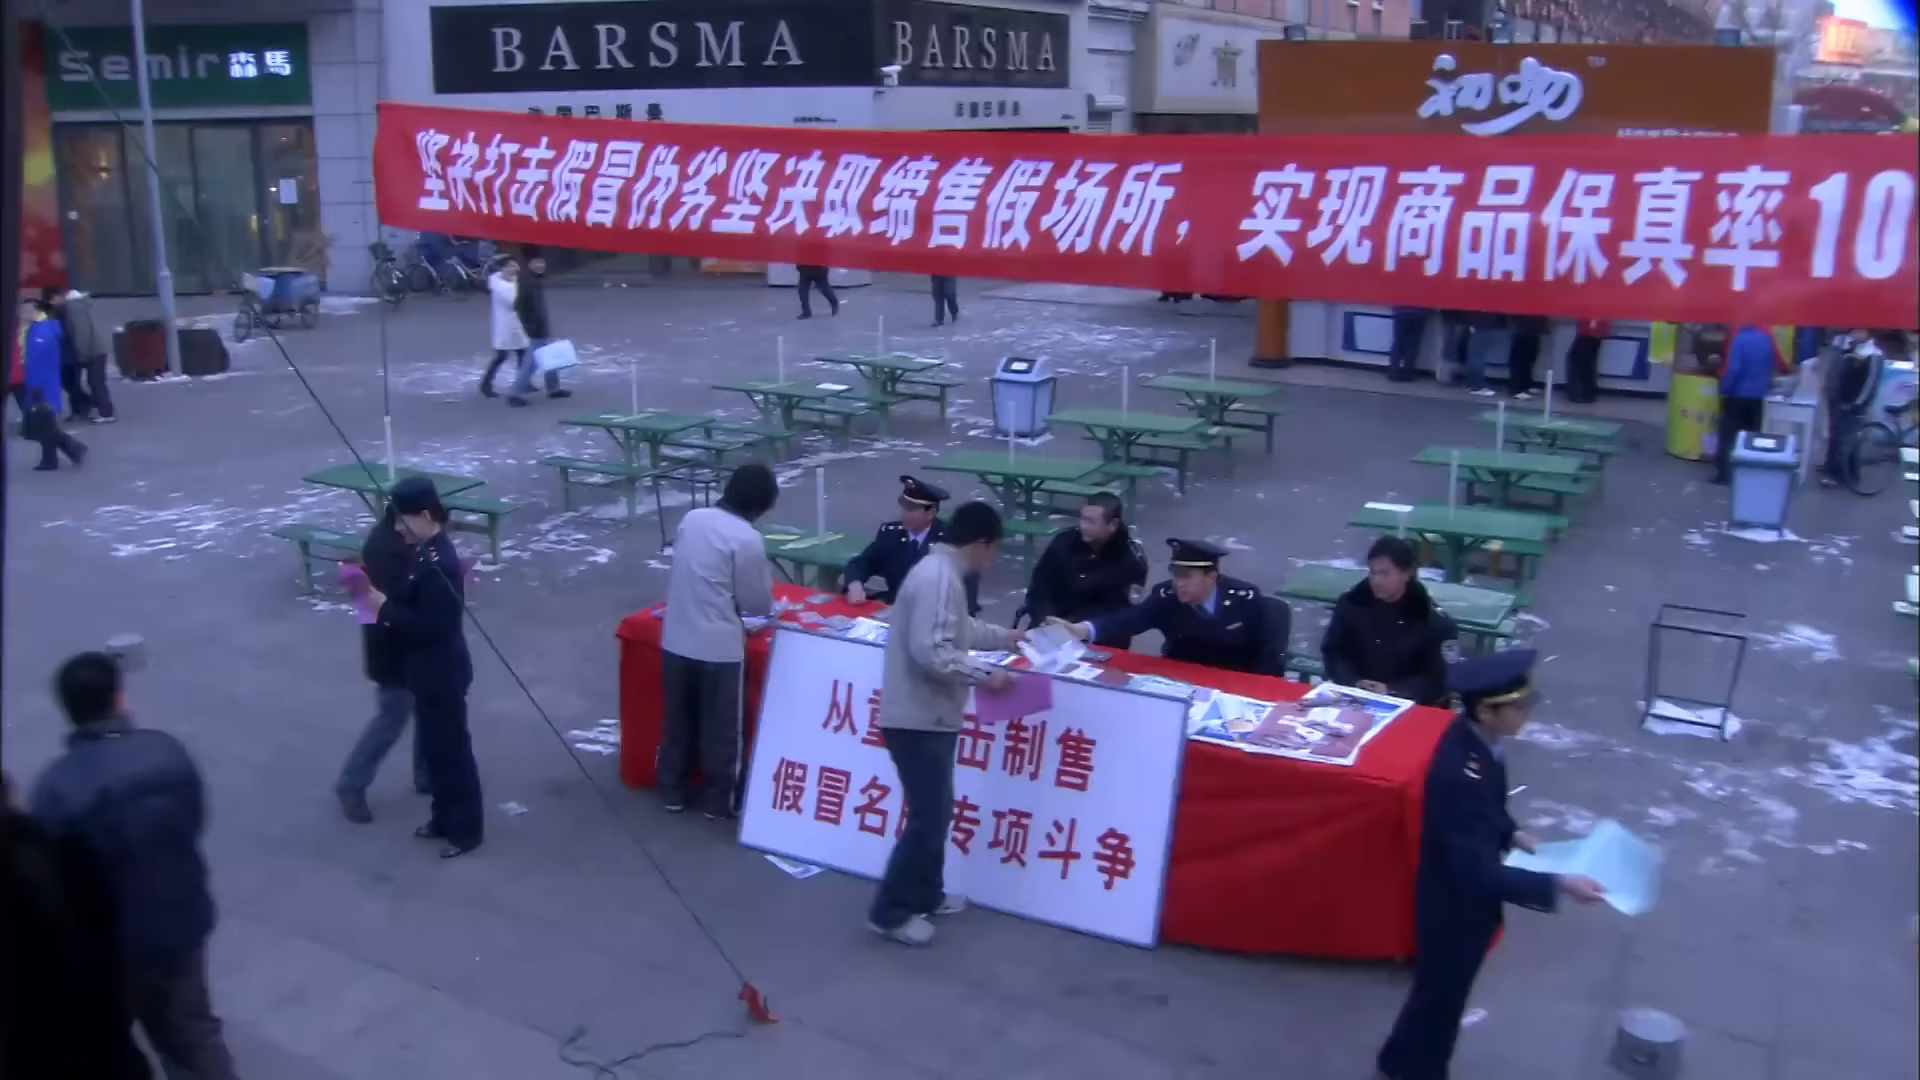 Semir 森馬
BARSMA
BARSMA
初吻
坚决打击假冒伪劣坚决取缔售假场所，实现商品保真率10
从重 击制售
假冒名 专项斗争